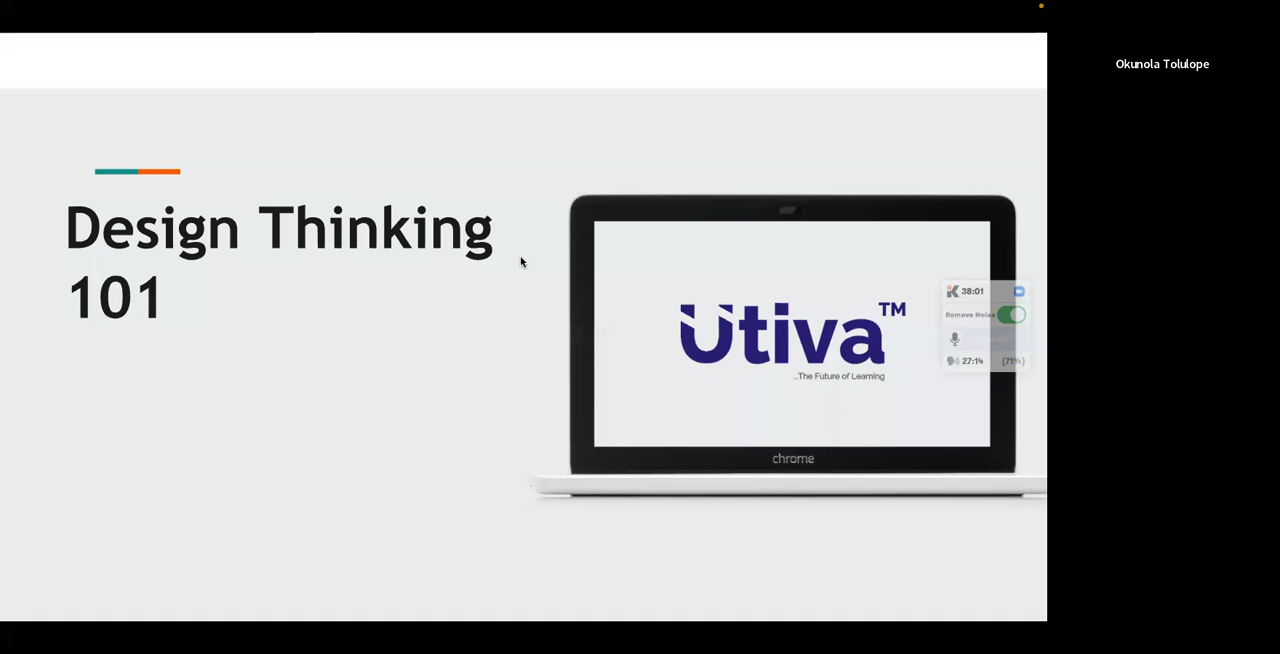 Okunola Tolulope
Design Thinking
101
Utiva™
...The Future of Learning
chrome
38:01
Remove Noise
27:14 (71%)